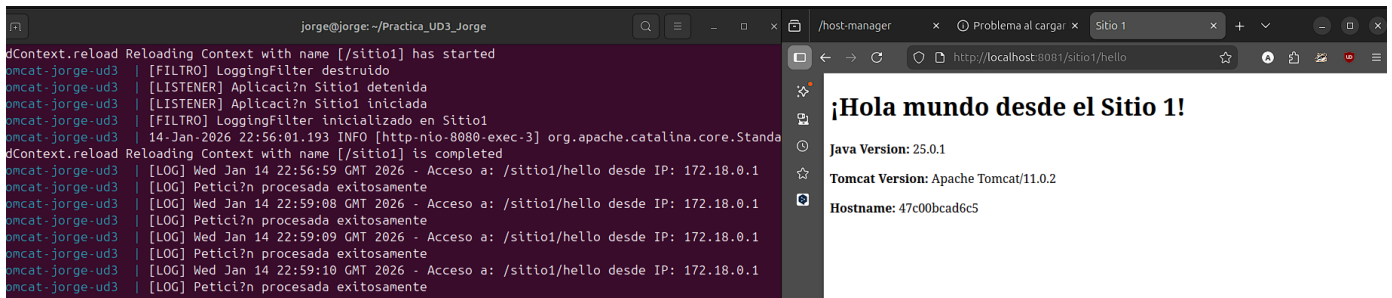 jorge@jorge: ~/Practica_UD3_Jorge
dContext.reload Reloading Context with name [/sitio1] has started
omcat-jorge-ud3 | [FILTRO] LoggingFilter destruido
omcat-jorge-ud3 | [LISTENER] Aplicaci?n Sitio1 detenida
omcat-jorge-ud3 | [LISTENER] Aplicaci?n Sitio1 iniciada
omcat-jorge-ud3 | [FILTRO] LoggingFilter inicializado en Sitio1
omcat-jorge-ud3 | 14-Jan-2026 22:56:01.193 INFO [http-nio-8080-exec-3] org.apache.catalina.core.Standa
dContext.reload Reloading Context with name [/sitio1] is completed
omcat-jorge-ud3 | [LOG] Wed Jan 14 22:56:59 GMT 2026 - Acceso a: /sitio1/hello desde IP: 172.18.0.1
omcat-jorge-ud3 | [LOG] Petici?n procesada exitosamente
omcat-jorge-ud3 | [LOG] Wed Jan 14 22:59:08 GMT 2026 - Acceso a: /sitio1/hello desde IP: 172.18.0.1
omcat-jorge-ud3 | [LOG] Petici?n procesada exitosamente
omcat-jorge-ud3 | [LOG] Wed Jan 14 22:59:09 GMT 2026 - Acceso a: /sitio1/hello desde IP: 172.18.0.1
omcat-jorge-ud3 | [LOG] Petici?n procesada exitosamente
omcat-jorge-ud3 | [LOG] Wed Jan 14 22:59:10 GMT 2026 - Acceso a: /sitio1/hello desde IP: 172.18.0.1
omcat-jorge-ud3 | [LOG] Petici?n procesada exitosamente
/host-manager
Problema al cargar
Sitio 1
http://localhost:8081/sitio1/hello
¡Hola mundo desde el Sitio 1!
Java Version: 25.0.1
Tomcat Version: Apache Tomcat/11.0.2
Hostname: 47c00bcad6c5